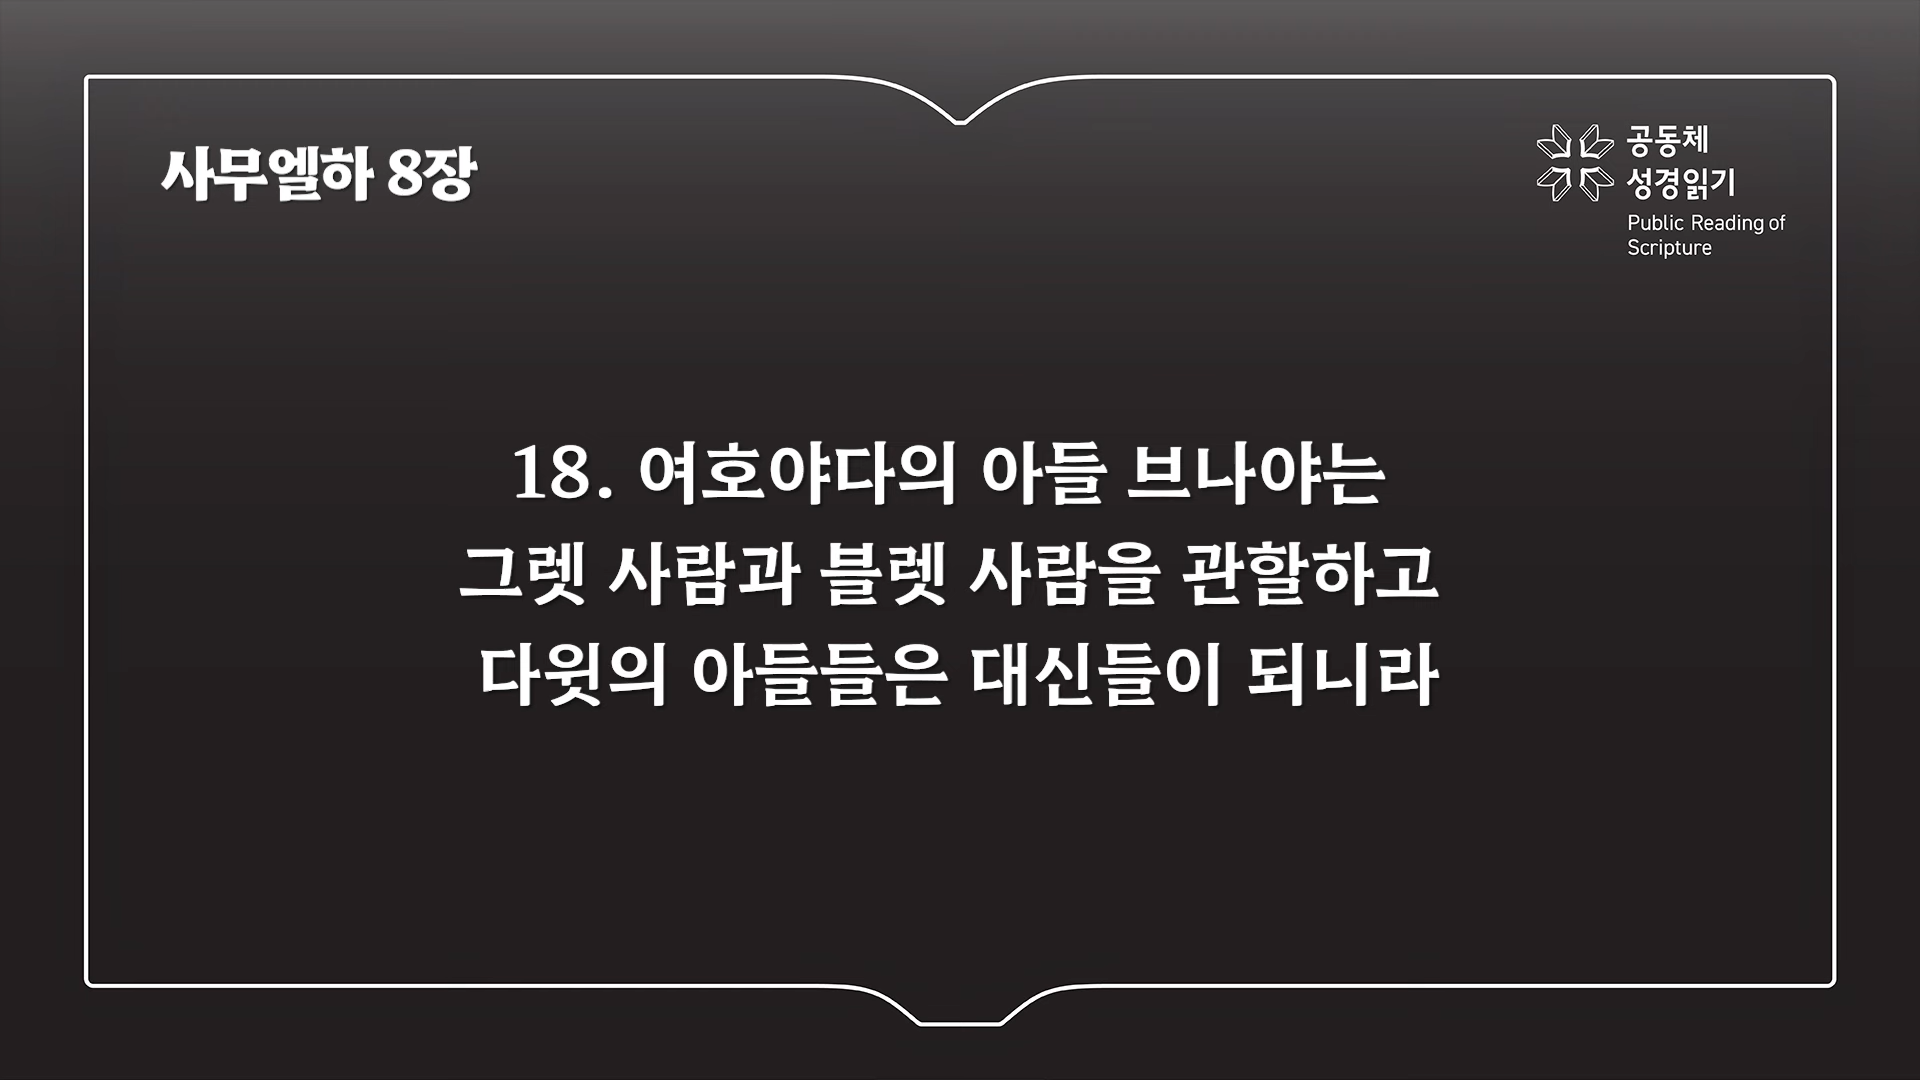 사무엘하 8장
공동체
성경읽기
Public Reading of
Scripture
18. 여호야다의 아들 브나야는
그렛 사람과 블렛 사람을 관할하고
다윗의 아들들은 대신들이 되니라